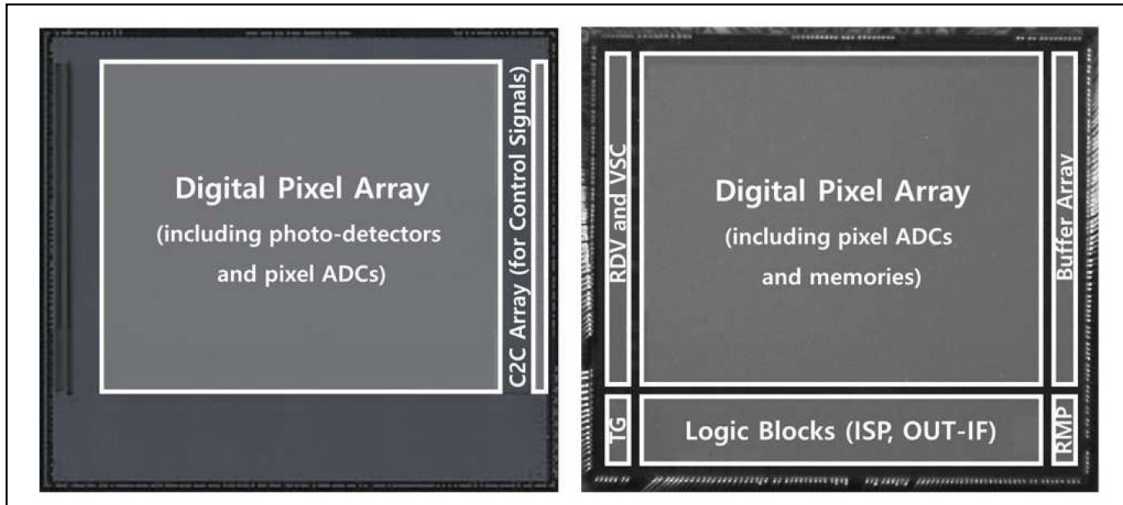 Digital Pixel Array
(including photo-detectors
and pixel ADCs)
C2C Array (for Control Signals)
RDV and VSC
Digital Pixel Array
(including pixel ADCs
and memories)
Buffer Array
TG
Logic Blocks (ISP, OUT-IF)
RMP